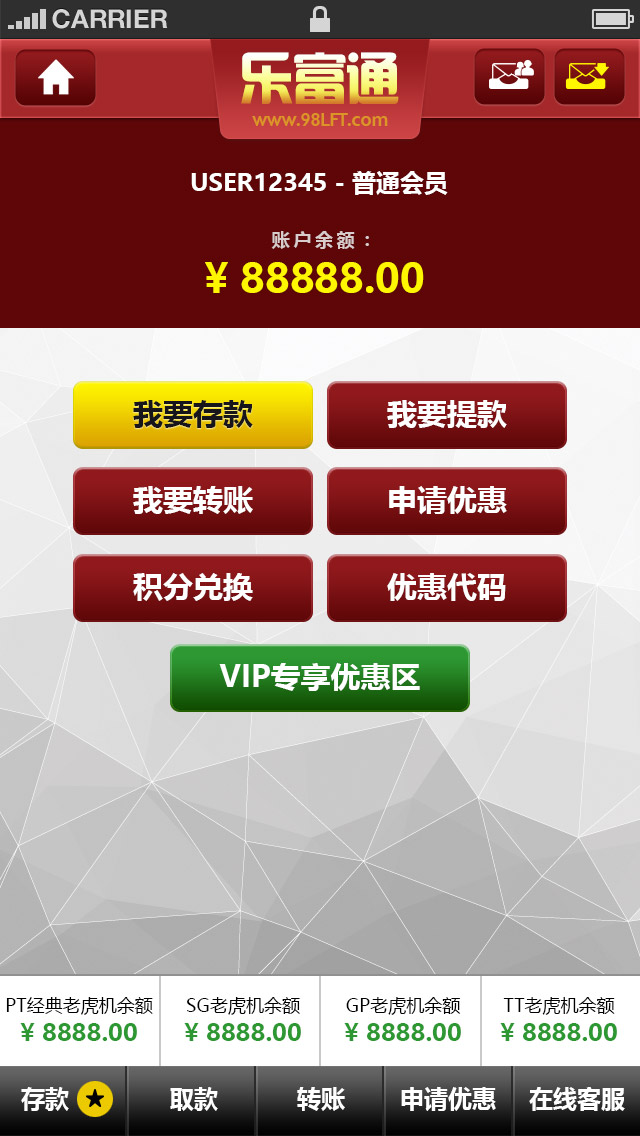 CARRIER
乐富通
www.98LFT.com
USER12345 - 普通会员
账户余额：
¥ 88888.00
我要存款 我要提款
我要转账 申请优惠
积分兑换 优惠代码
VIP专享优惠区
PT经典老虎机余额 SG老虎机余额 GP老虎机余额 TT老虎机余额
¥ 8888.00 ¥ 8888.00 ¥ 8888.00 ¥ 8888.00
存款 取款 转账 申请优惠 在线客服